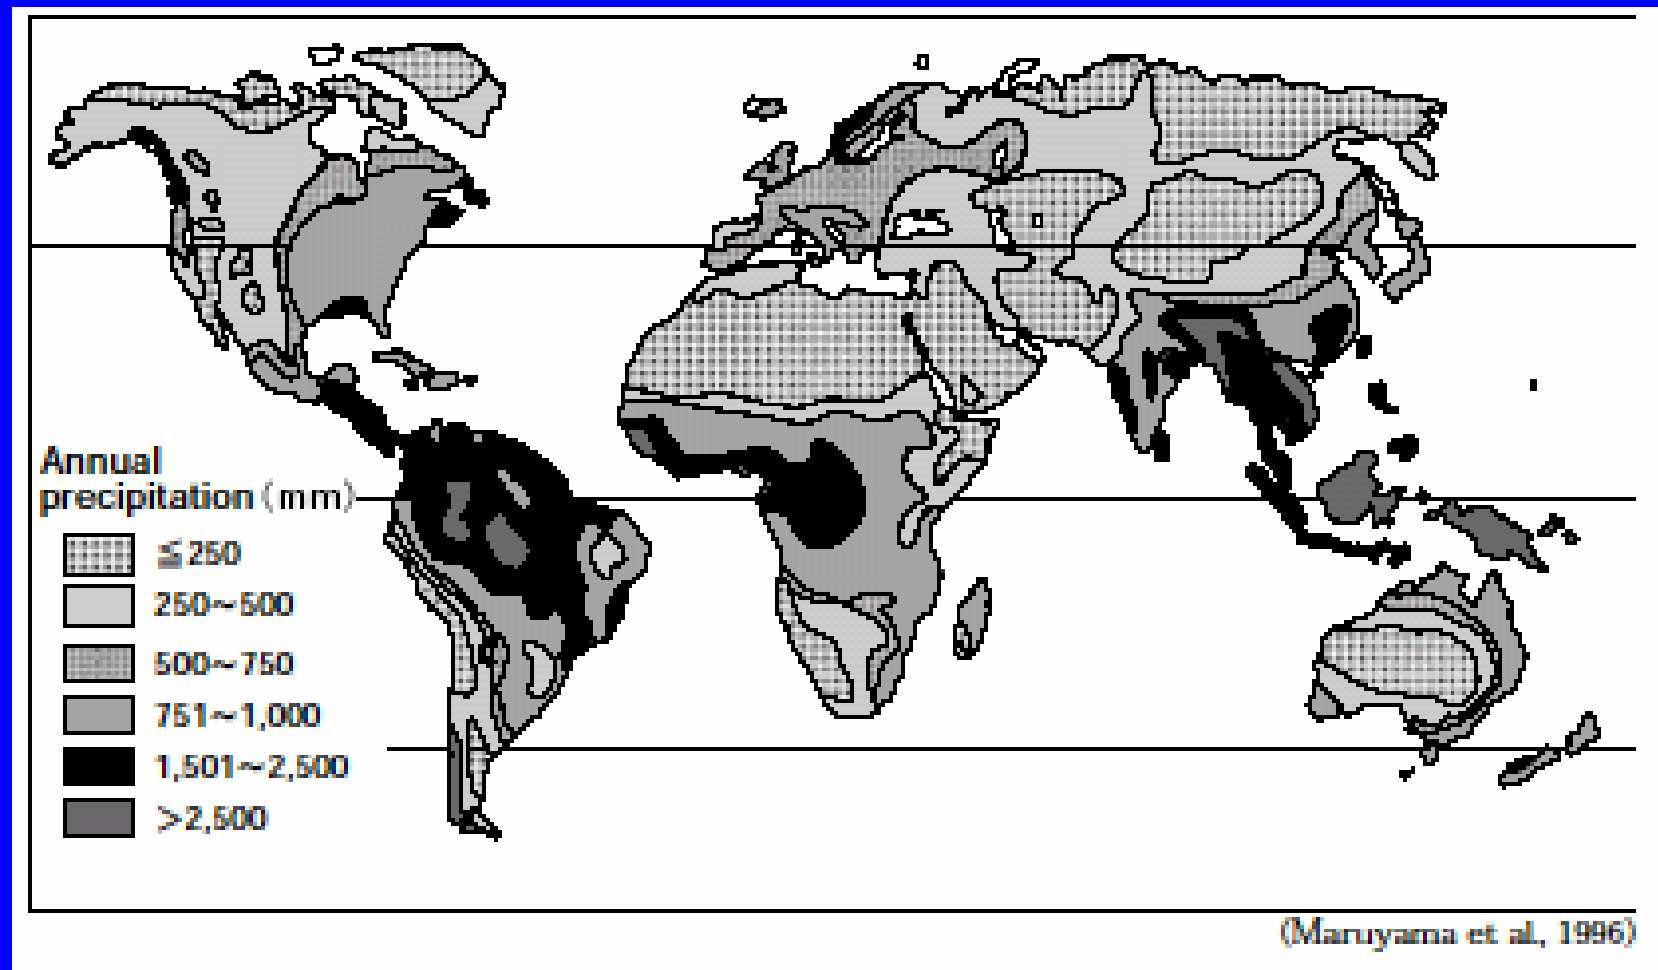 Annual
precipitation (mm)
≦250
250~500
500~750
751~1,000
1,501~2,500
>2,500
(Maruyama et al., 1996)